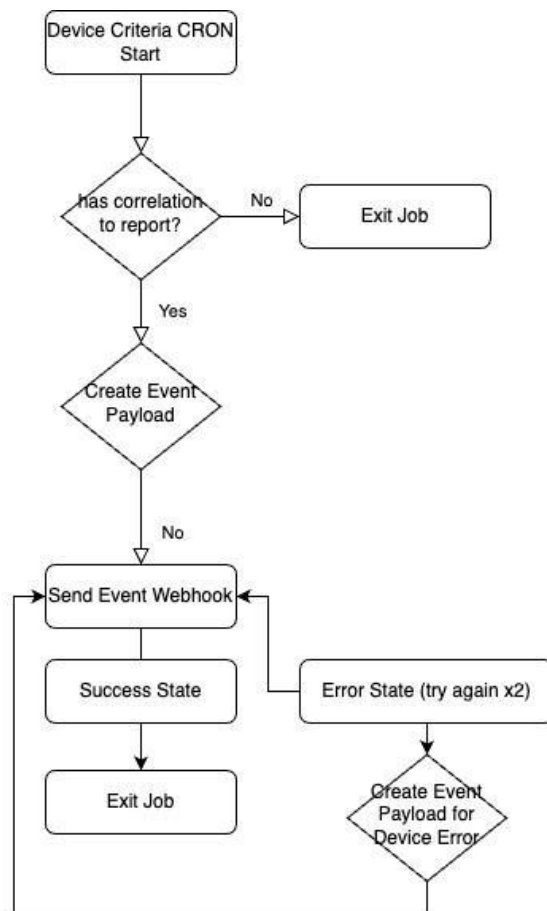 Device Criteria CRON
Start
has correlation
to report?
No
Exit Job
Yes
Create Event
Payload
No
Send Event Webhook
Success State
Error State (try again x2)
Exit Job
Create Event
Payload for
Device Error